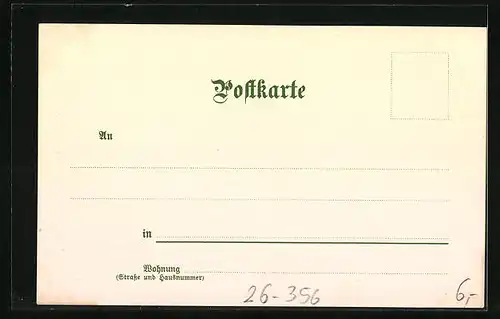 Postkarte
An
in
Wohnung
(Straße und Hausnummer)
26-356
6,-